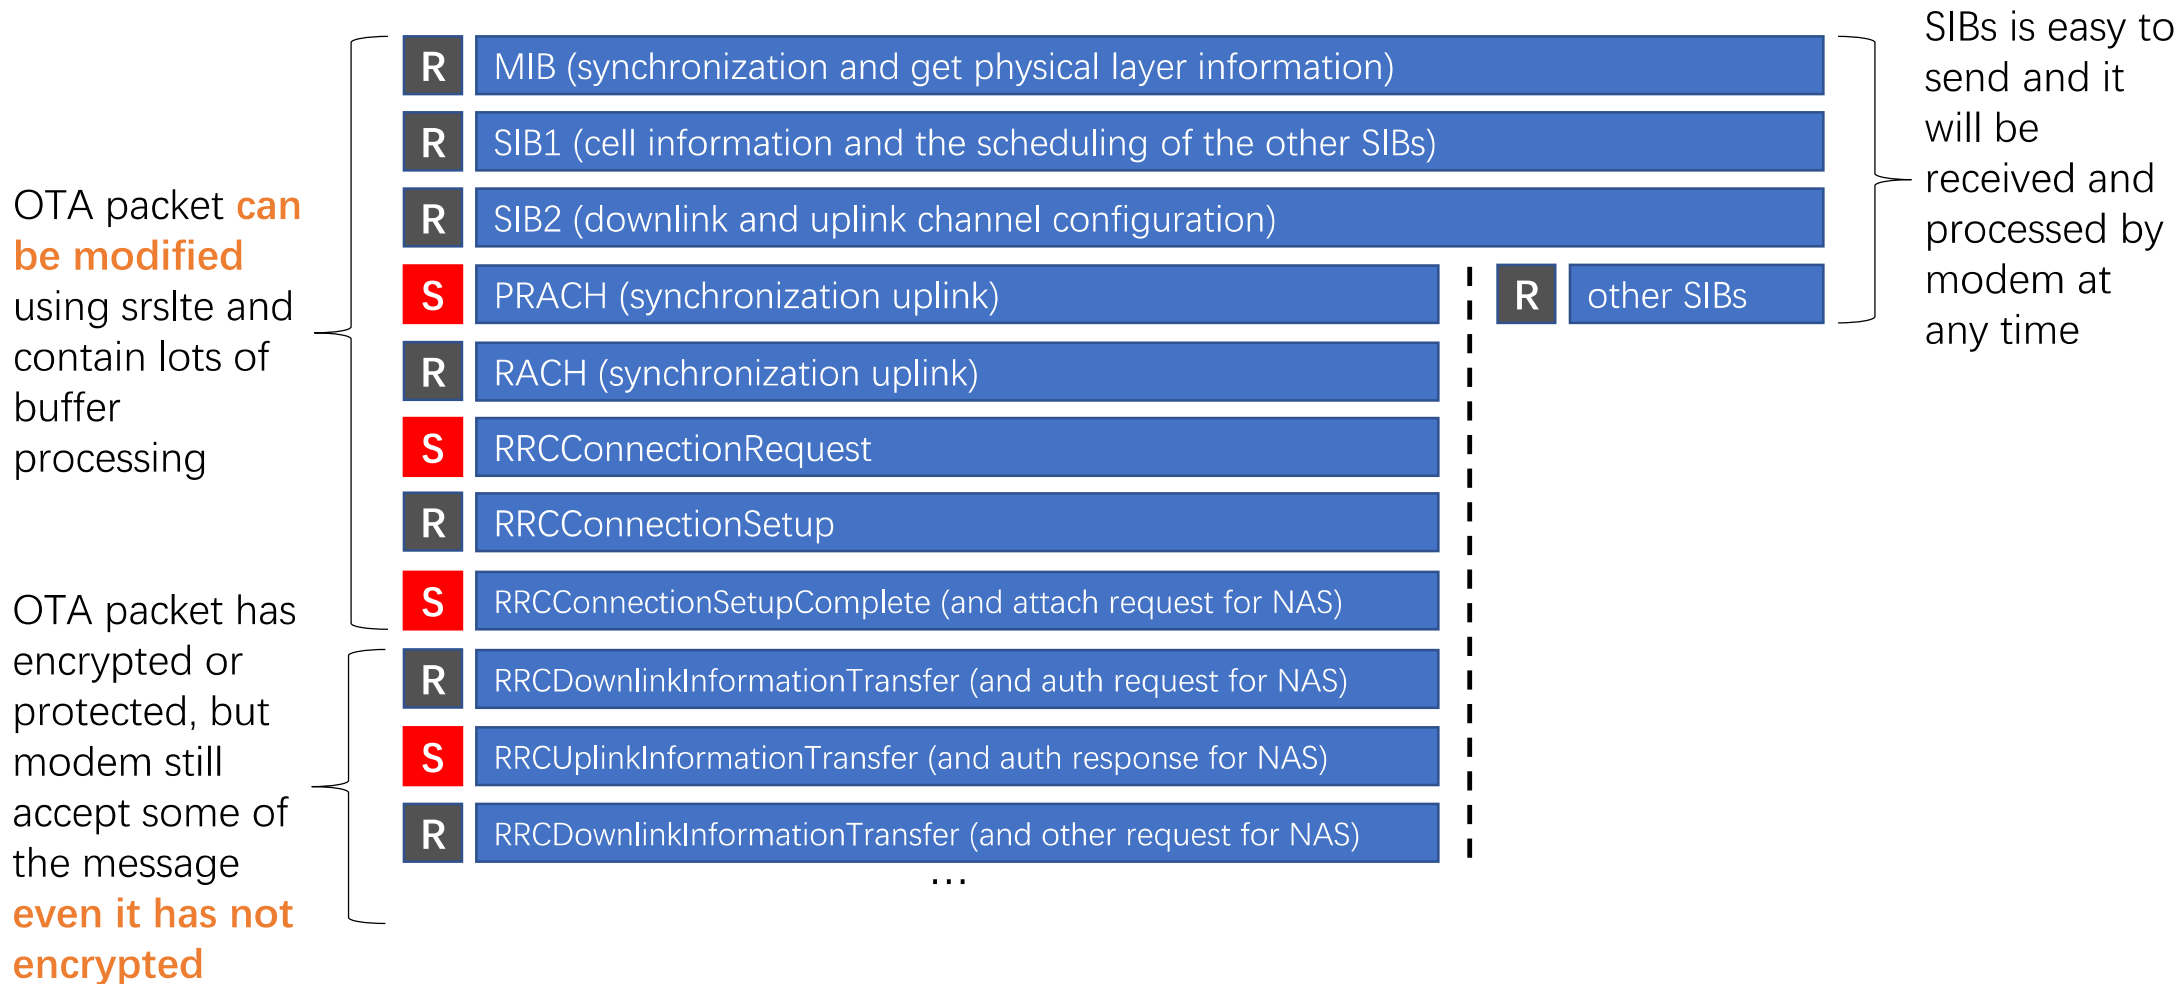 OTA packet can
be modified
using srslte and
contain lots of
buffer
processing
OTA packet has
encrypted or
protected, but
modem still
accept some of
the message
even it has not
encrypted
R MIB (synchronization and get physical layer information)
R SIB1 (cell information and the scheduling of the other SIBs)
R SIB2 (downlink and uplink channel configuration)
S PRACH (synchronization uplink)
R other SIBs
R RACH (synchronization uplink)
S RRCConnectionRequest
R RRCConnectionSetup
S RRCConnectionSetupComplete (and attach request for NAS)
R RRCDownlinkInformationTransfer (and auth request for NAS)
S RRCUplinkInformationTransfer (and auth response for NAS)
R RRCDownlinkInformationTransfer (and other request for NAS)
...
SIBs is easy to
send and it
will be
received and
processed by
modem at
any time